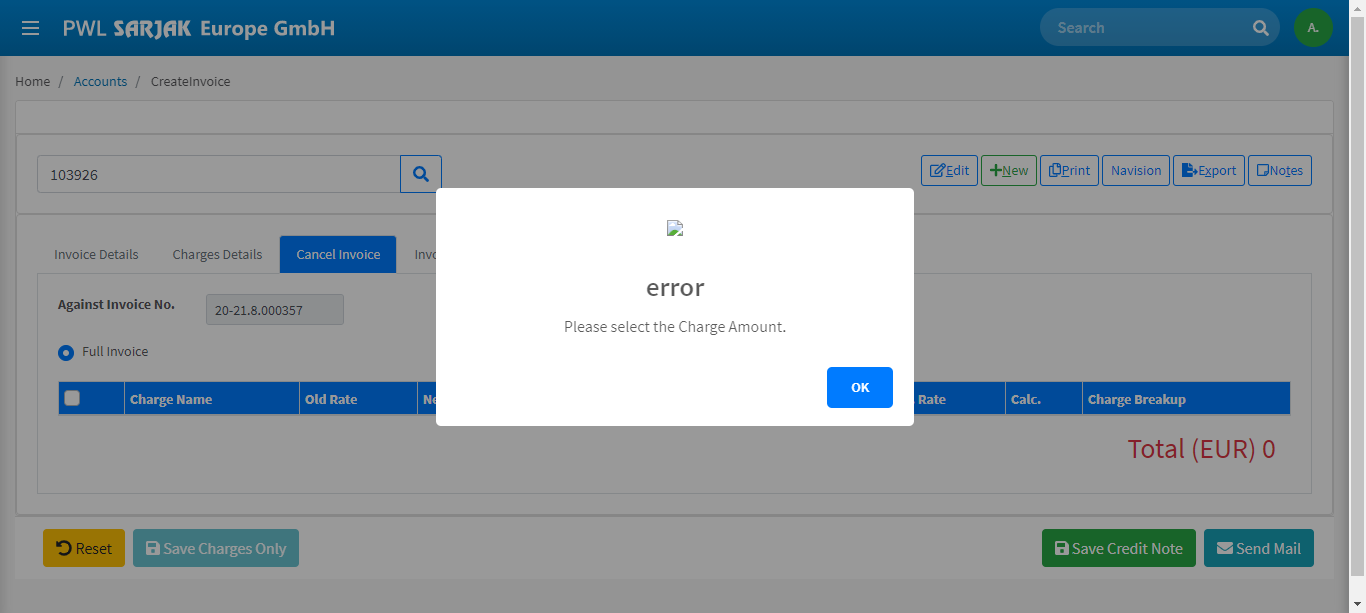 PWL SARJAK Europe GmbH
Search
A.
Home / Accounts / CreateInvoice
103926
Edit
New
Print
Navision
Export
Notes
Invoice Details
Charges Details
Cancel Invoice
Against Invoice No.
20-21.8.000357
Full Invoice
Charge Name
Old Rate
Rate
Calc.
Charge Breakup
Total (EUR) 0
error
Please select the Charge Amount.
OK
Reset
Save Charges Only
Save Credit Note
Send Mail